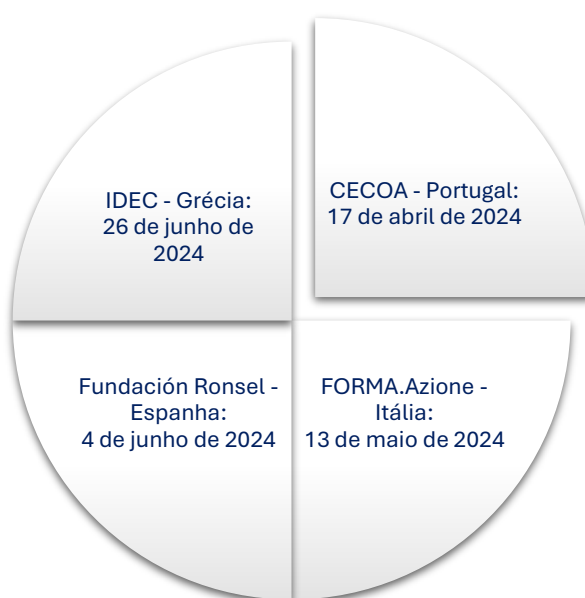 IDEC - Grécia:
26 de junho de
2024
CECOA - Portugal:
17 de abril de 2024
Fundación Ronsel -
Espanha:
4 de junho de 2024
FORMA.Azione -
Itália:
13 de maio de 2024